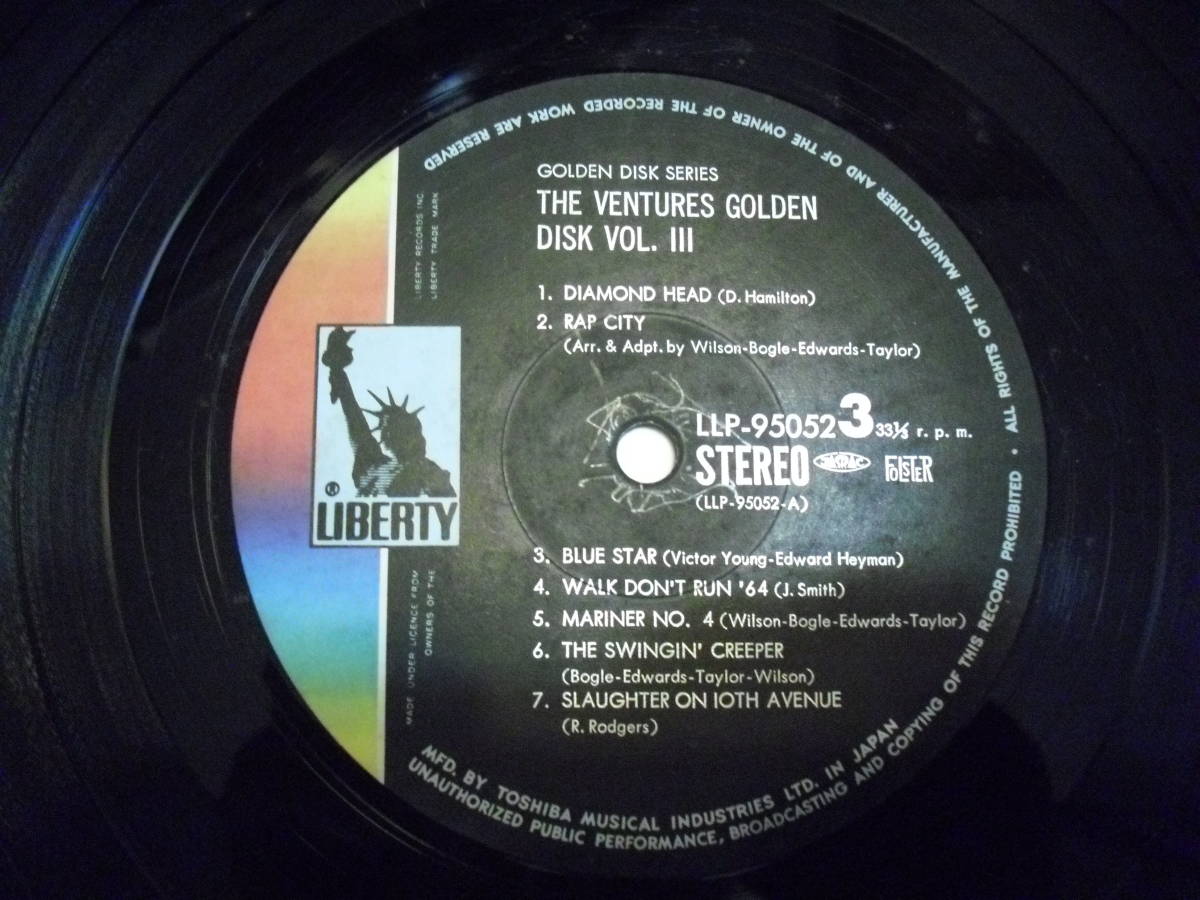 GOLDEN DISK SERIES
THE VENTURES GOLDEN
DISK VOL. III
1. DIAMOND HEAD (D. Hamilton)
2. RAP CITY
(Arr. & Adpt. by Wilson-Bogle-Edwards-Taylor)
LLP-95052 3 33⅓ r. p. m.
STEREO JASRAC FOLSTER
(LLP-95052-A)
3. BLUE STAR (Victor Young-Edward Heyman)
4. WALK DON'T RUN '64 (J. Smith)
5. MARINER NO. 4 (Wilson-Bogle-Edwards-Taylor)
6. THE SWINGIN' CREEPER
(Bogle-Edwards-Taylor-Wilson)
7. SLAUGHTER ON 10TH AVENUE
(R. Rodgers)
® LIBERTY
LIBERTY RECORDS INC.
LIBERTY TRADE MARK
MADE UNDER LICENCE FROM
OWNERS OF THE
MFD. BY TOSHIBA MUSICAL INDUSTRIES LTD. IN JAPAN
UNAUTHORIZED PUBLIC PERFORMANCE, BROADCASTING AND COPYING OF THIS RECORD PROHIBITED • ALL RIGHTS OF THE MANUFACTURER AND OF THE OWNER OF THE RECORDED WORK ARE RESERVED